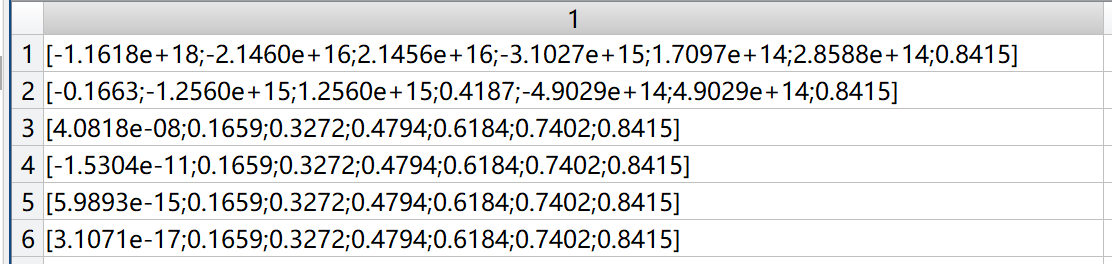 1
1 [-1.1618e+18;-2.1460e+16;2.1456e+16;-3.1027e+15;1.7097e+14;2.8588e+14;0.8415]
2 [-0.1663;-1.2560e+15;1.2560e+15;0.4187;-4.9029e+14;4.9029e+14;0.8415]
3 [4.0818e-08;0.1659;0.3272;0.4794;0.6184;0.7402;0.8415]
4 [-1.5304e-11;0.1659;0.3272;0.4794;0.6184;0.7402;0.8415]
5 [5.9893e-15;0.1659;0.3272;0.4794;0.6184;0.7402;0.8415]
6 [3.1071e-17;0.1659;0.3272;0.4794;0.6184;0.7402;0.8415]